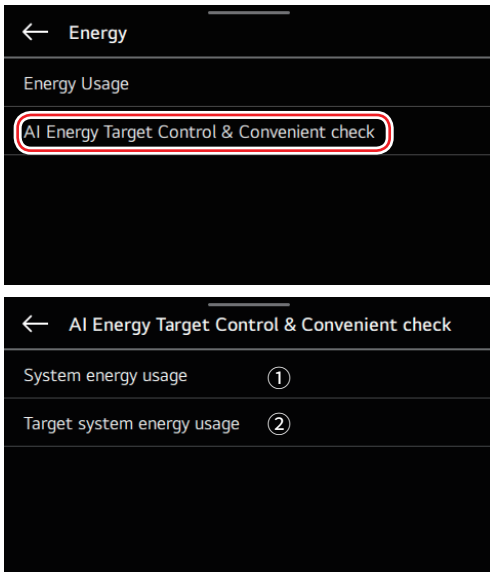 ← Energy
Energy Usage
AI Energy Target Control & Convenient check
← AI Energy Target Control & Convenient check
System energy usage ①
Target system energy usage ②